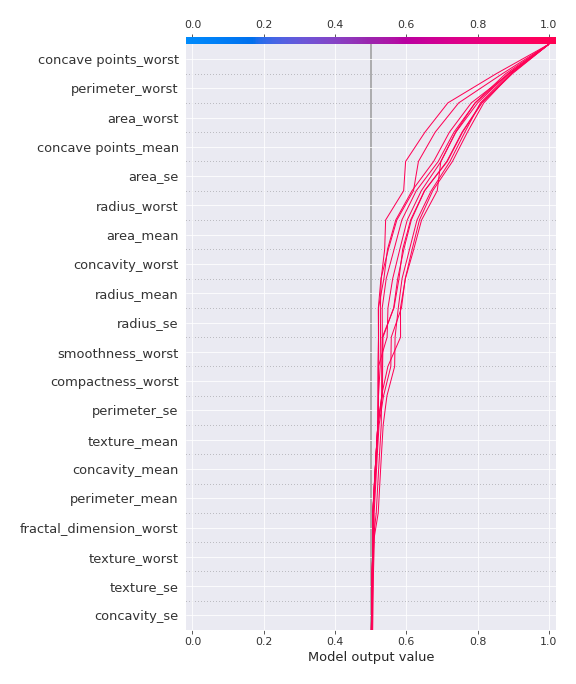 0.0 0.2 0.4 0.6 0.8 1.0
concave points_worst
perimeter_worst
area_worst
concave points_mean
area_se
radius_worst
area_mean
concavity_worst
radius_mean
radius_se
smoothness_worst
compactness_worst
perimeter_se
texture_mean
concavity_mean
perimeter_mean
fractal_dimension_worst
texture_worst
texture_se
concavity_se
0.0 0.2 0.4 0.6 0.8 1.0
Model output value